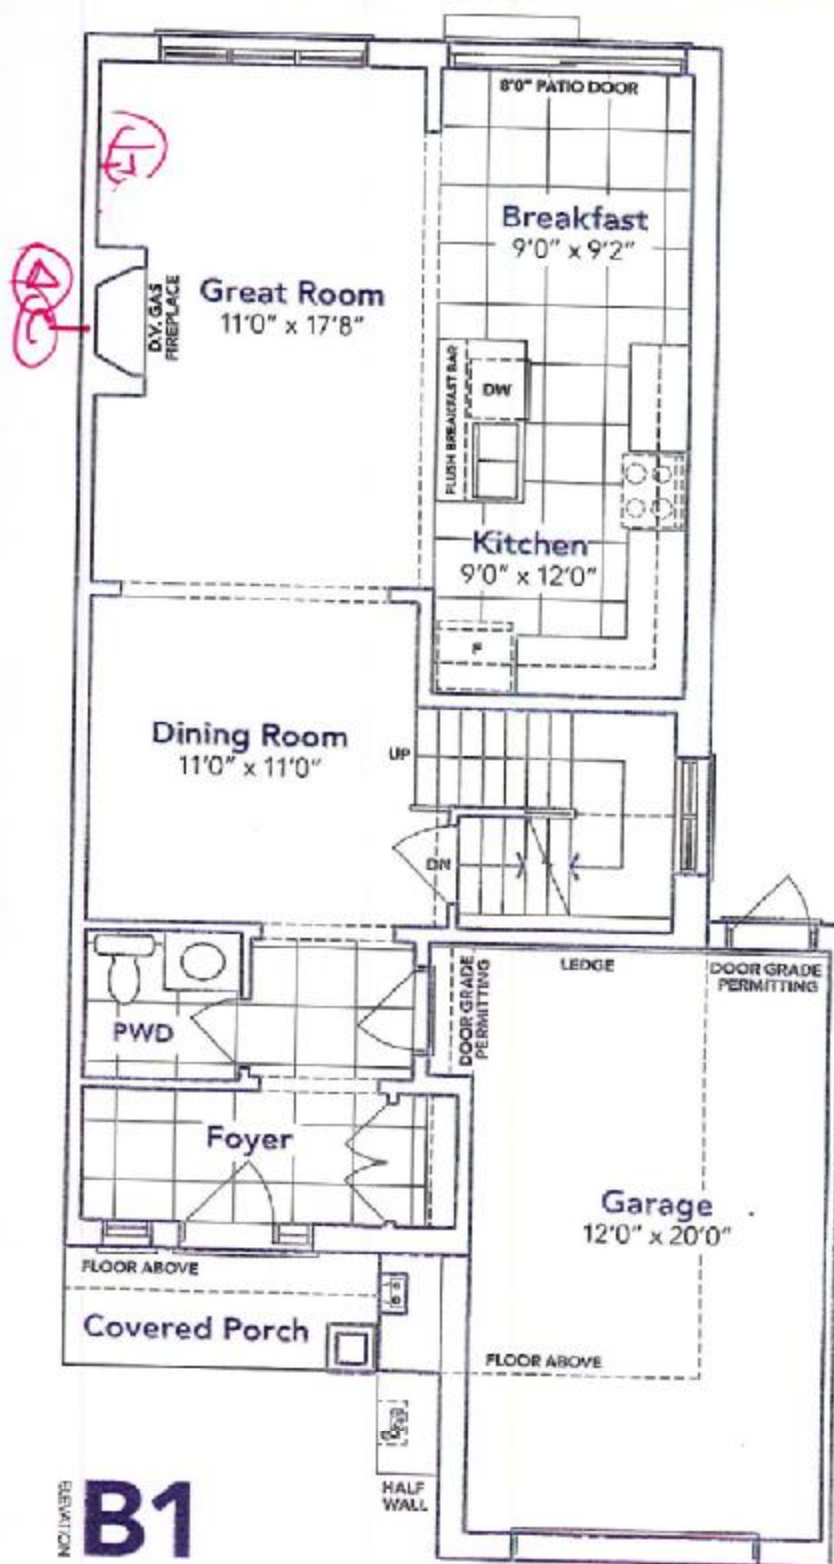 8'0" PATIO DOOR
Breakfast
9'0" x 9'2"
Great Room
11'0" x 17'8"
D.V. GAS
FIREPLACE
FLUSH BREAKFAST BAR
DW
Kitchen
9'0" x 12'0"
F
Dining Room
11'0" x 11'0"
UP
DN
LEDGE
DOOR GRADE
PERMITTING
DOOR GRADE
PERMITTING
PWD
Foyer
Garage
12'0" x 20'0"
FLOOR ABOVE
Covered Porch
FLOOR ABOVE
HALF
WALL
ELEVATION
B1